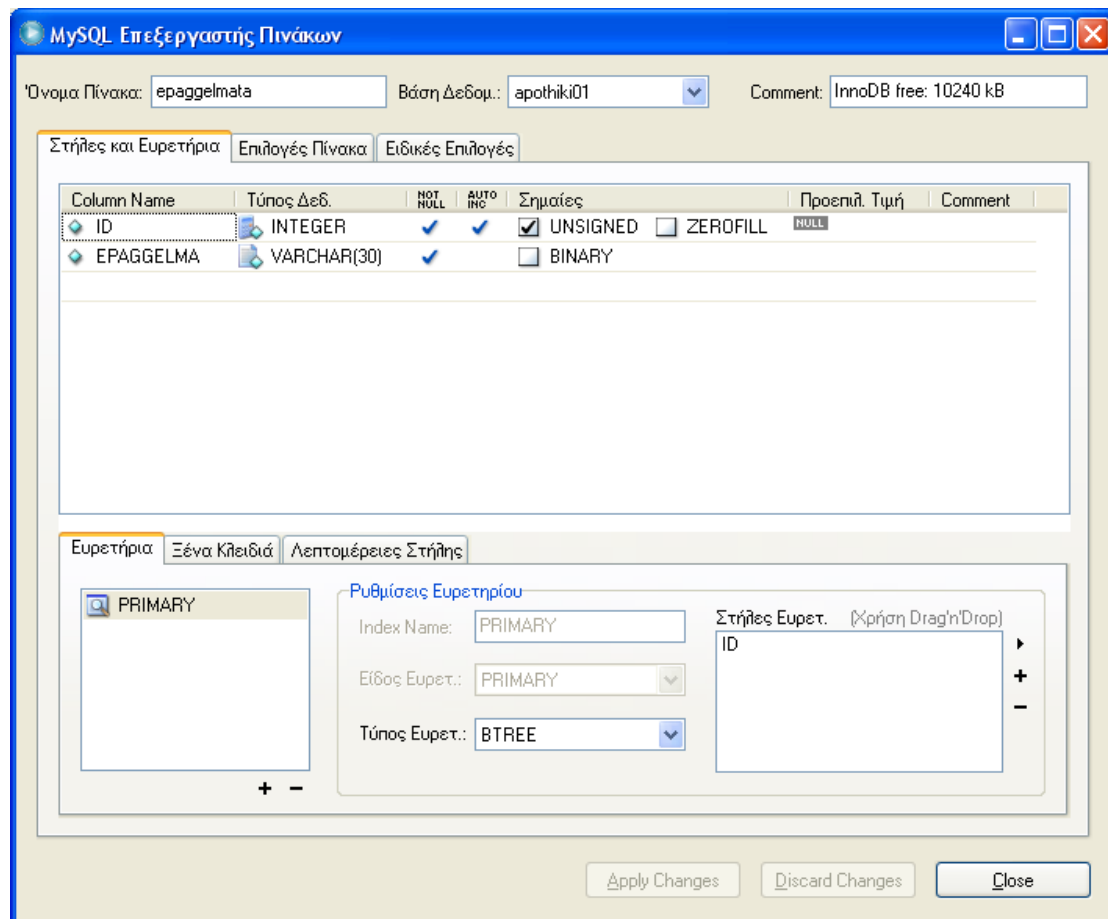 MySQL Επεξεργαστής Πινάκων
Όνομα Πίνακα: epaggelmata Βάση Δεδομ.: apothiki01 Comment: InnoDB free: 10240 kB
Στήλες και Ευρετήρια Επιλογές Πίνακα Ειδικές Επιλογές
Column Name Τύπος Δεδ. NOT NULL AUTO INC Σημαίες Προεπιλ. Τιμή Comment
ID INTEGER UNSIGNED ZEROFILL NULL
EPAGGELMA VARCHAR(30) BINARY
Ευρετήρια Ξένα Κλειδιά Λεπτομέρειες Στήλης
PRIMARY
Ρυθμίσεις Ευρετηρίου
Index Name: PRIMARY
Είδος Ευρετ.: PRIMARY
Τύπος Ευρετ.: BTREE
Στήλες Ευρετ. (Χρήση Drag'n'Drop)
ID
Apply Changes Discard Changes Close